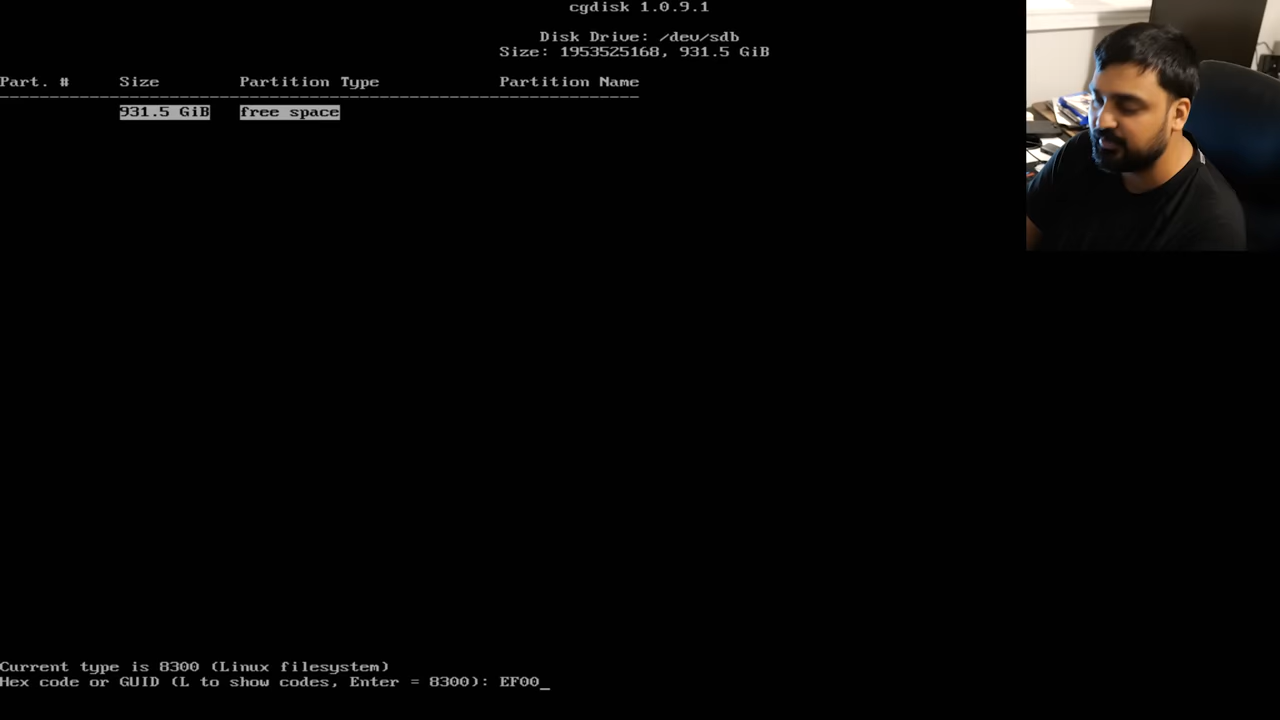 cgdisk 1.0.9.1
Disk Drive: /dev/sdb
Size: 1953525168, 931.5 GiB
Part. # Size Partition Type Partition Name
----------------------------------------------------------------
931.5 GiB free space
Current type is 8300 (Linux filesystem)
Hex code or GUID (L to show codes, Enter = 8300): EF00_